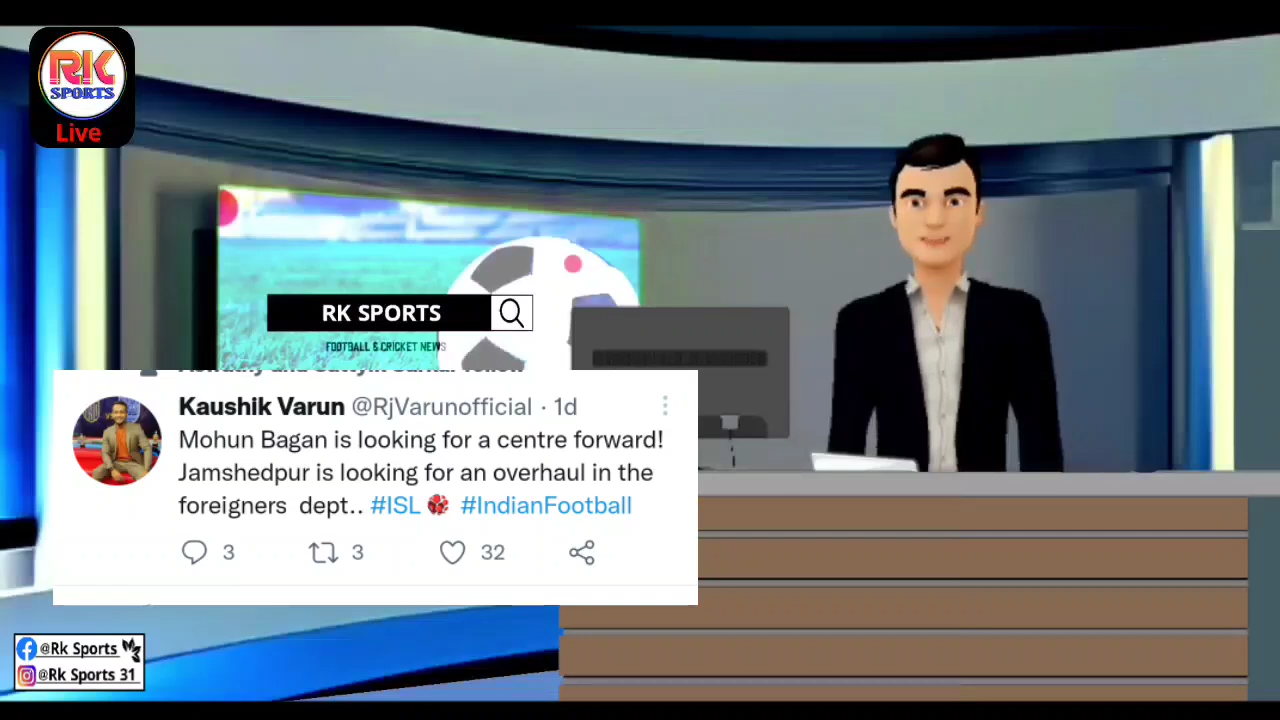 RK
SPORTS
Live
RK SPORTS
FOOTBALL & CRICKET NEWS
Kaushik Varun @RjVarunofficial · 1d
Mohun Bagan is looking for a centre forward!
Jamshedpur is looking for an overhaul in the
foreigners dept.. #ISL #IndianFootball
3 3 32
@Rk Sports
@Rk Sports 31